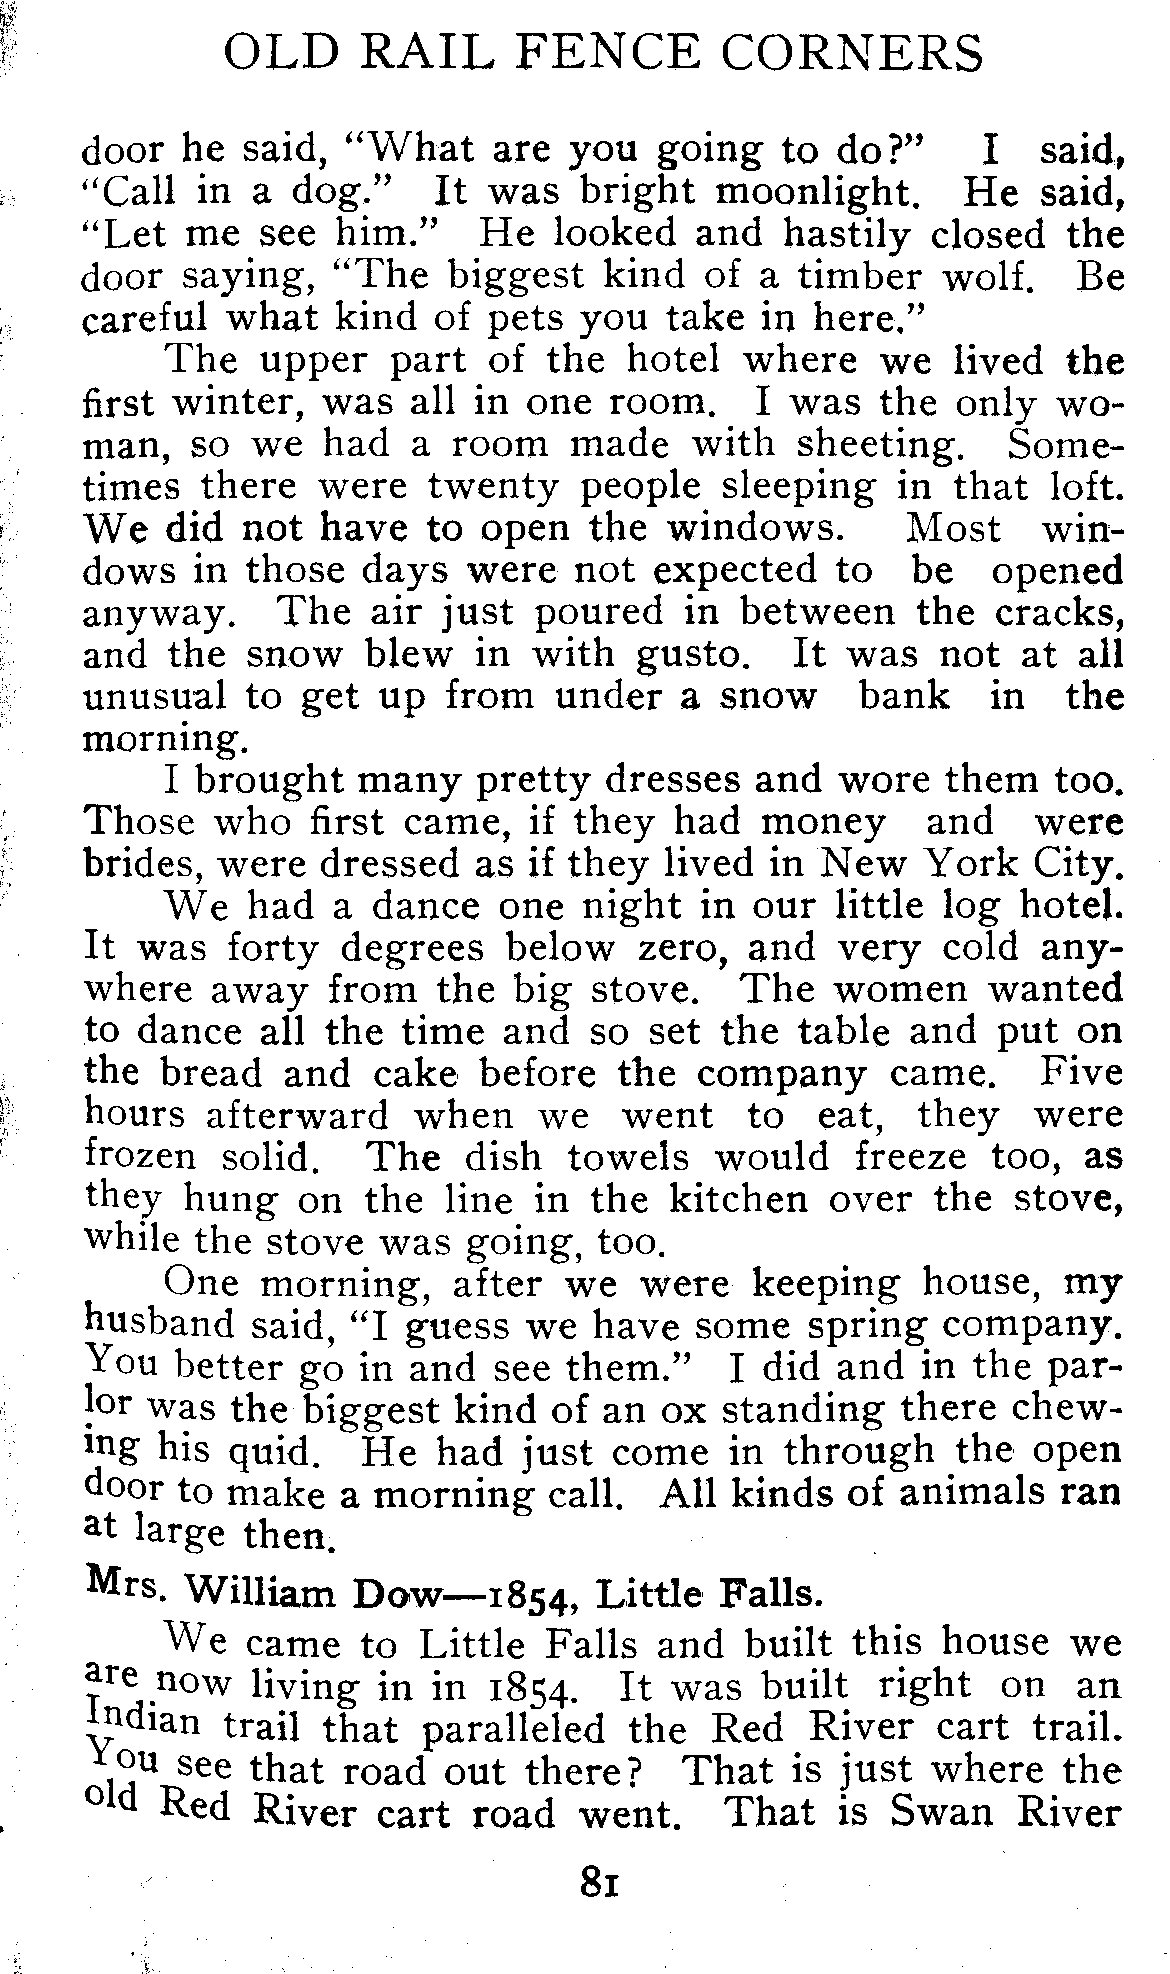 OLD RAIL FENCE CORNERS
door he said, “What are you going to do?” I said,
“Call in a dog.” It was bright moonlight. He said,
“Let me see him.” He looked and hastily closed the
door saying, “The biggest kind of a timber wolf. Be
careful what kind of pets you take in here.”
The upper part of the hotel where we lived the
first winter, was all in one room. I was the only wo-
man, so we had a room made with sheeting. Some-
times there were twenty people sleeping in that loft.
We did not have to open the windows. Most win-
dows in those days were not expected to be opened
anyway. The air just poured in between the cracks,
and the snow blew in with gusto. It was not at all
unusual to get up from under a snow bank in the
morning.
I brought many pretty dresses and wore them too.
Those who first came, if they had money and were
brides, were dressed as if they lived in New York City.
We had a dance one night in our little log hotel.
It was forty degrees below zero, and very cold any-
where away from the big stove. The women wanted
to dance all the time and so set the table and put on
the bread and cake before the company came. Five
hours afterward when we went to eat, they were
frozen solid. The dish towels would freeze too, as
they hung on the line in the kitchen over the stove,
while the stove was going, too.
One morning, after we were keeping house, my
husband said, “I guess we have some spring company.
You better go in and see them.” I did and in the par-
lor was the biggest kind of an ox standing there chew-
ing his quid. He had just come in through the open
door to make a morning call. All kinds of animals ran
at large then.
Mrs. William Dow—1854, Little Falls.
We came to Little Falls and built this house we
are now living in in 1854. It was built right on an
Indian trail that paralleled the Red River cart trail.
You see that road out there? That is just where the
old Red River cart road went. That is Swan River
81